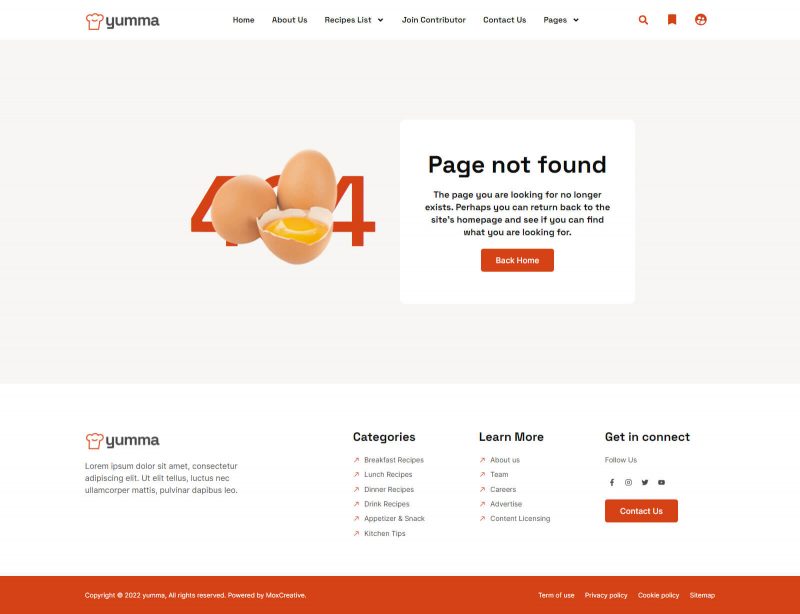 yumma
Home About Us Recipes List Join Contributor Contact Us Pages
404
Page not found
The page you are looking for no longer
exists. Perhaps you can return back to the
site's homepage and see if you can find
what you are looking for.
Back Home
yumma
Lorem ipsum dolor sit amet, consectetur
adipiscing elit. Ut elit tellus, luctus nec
ullamcorper mattis, pulvinar dapibus leo.
Categories
Breakfast Recipes
Lunch Recipes
Dinner Recipes
Drink Recipes
Appetizer & Snack
Kitchen Tips
Learn More
About us
Team
Careers
Advertise
Content Licensing
Get in connect
Follow Us
Contact Us
Copyright © 2022 yumma, All rights reserved. Powered by MoxCreative.
Term of use Privacy policy Cookie policy Sitemap